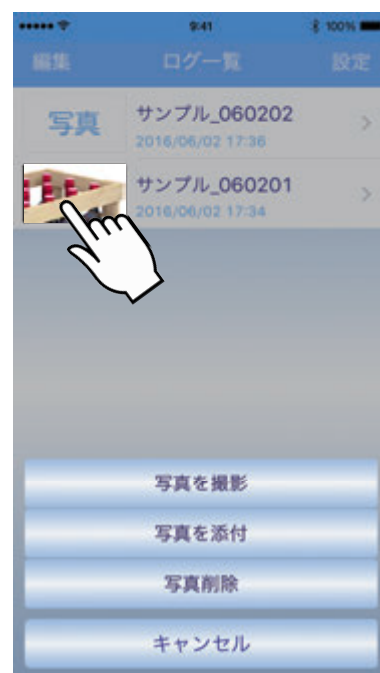 9:41 100%
編集 ログ一覧 設定
写真
サンプル_060202
2016/06/02 17:36
サンプル_060201
2016/06/02 17:34
写真を撮影
写真を添付
写真削除
キャンセル